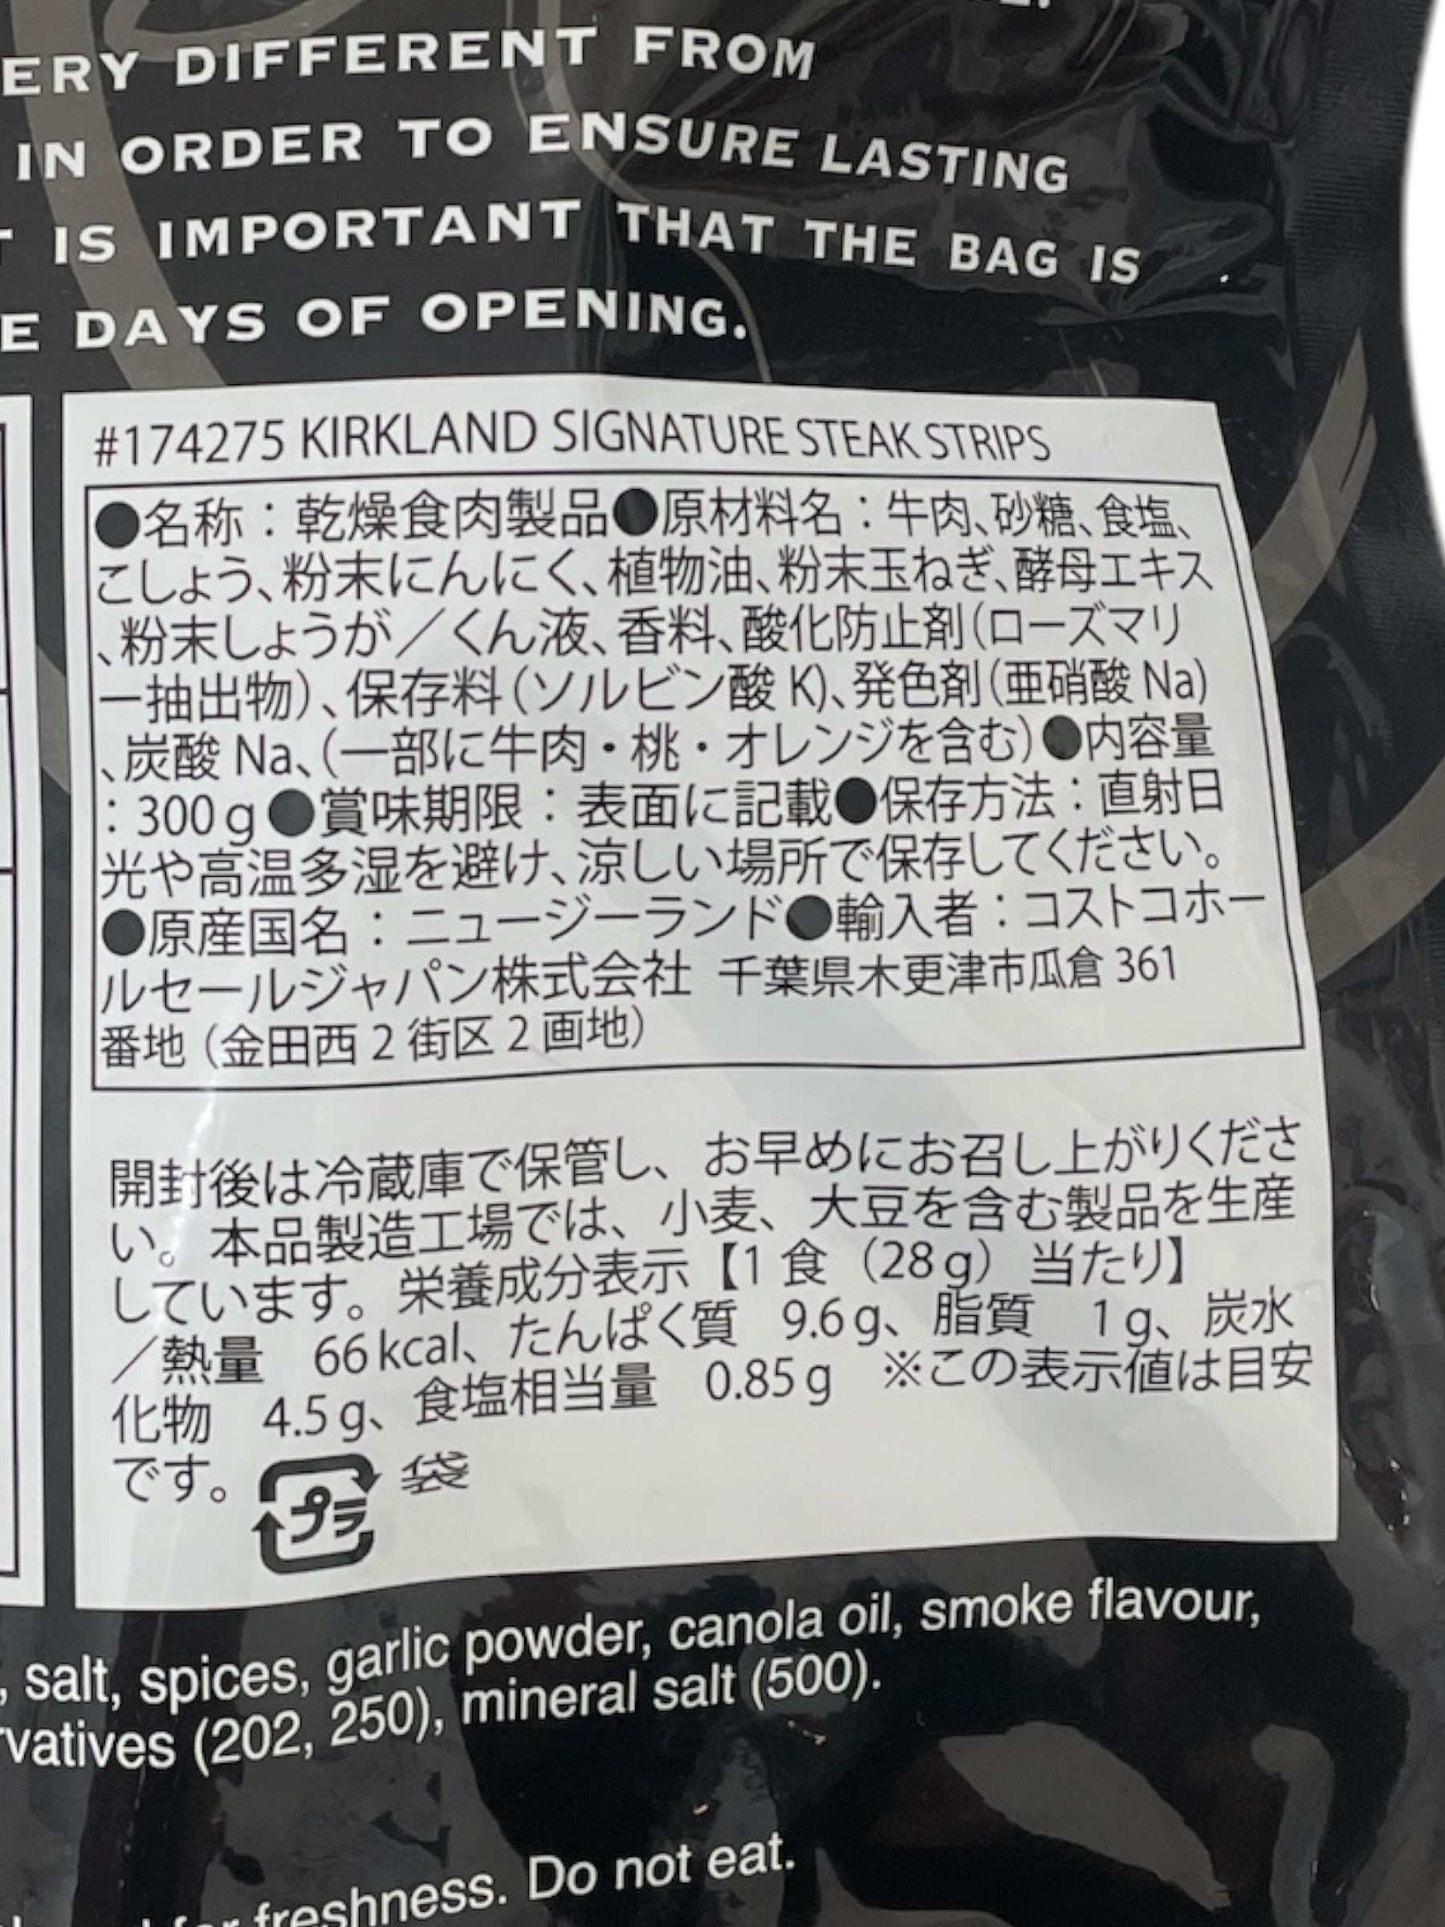 ERY DIFFERENT FROM
IN ORDER TO ENSURE LASTING
IS IMPORTANT THAT THE BAG IS
E DAYS OF OPENING.
#174275 KIRKLAND SIGNATURE STEAK STRIPS
●名称：乾燥食肉製品●原材料名：牛肉、砂糖、食塩、
こしょう、粉末にんにく、植物油、粉末玉ねぎ、酵母エキス
、粉末しょうが／くん液、香料、酸化防止剤（ローズマリ
ー抽出物）、保存料（ソルビン酸 K）、発色剤（亜硝酸 Na）
、炭酸 Na、（一部に牛肉・桃・オレンジを含む）●内容量
：300g●賞味期限：表面に記載●保存方法：直射日
光や高温多湿を避け、涼しい場所で保存してください。
●原産国名：ニュージーランド●輸入者：コストコホー
ルセールジャパン株式会社 千葉県木更津市瓜倉 361
番地（金田西 2 街区 2 画地）
開封後は冷蔵庫で保管し、お早めにお召し上がりくださ
い。本品製造工場では、小麦、大豆を含む製品を生産
しています。栄養成分表示【1 食（28g）当たり】
／熱量　66kcal、たんぱく質　9.6g、脂質　1g、炭水
化物　4.5g、食塩相当量　0.85g　※この表示値は目安
です。 プラ 袋
, salt, spices, garlic powder, canola oil, smoke flavour,
rvatives (202, 250), mineral salt (500).
for freshness. Do not eat.